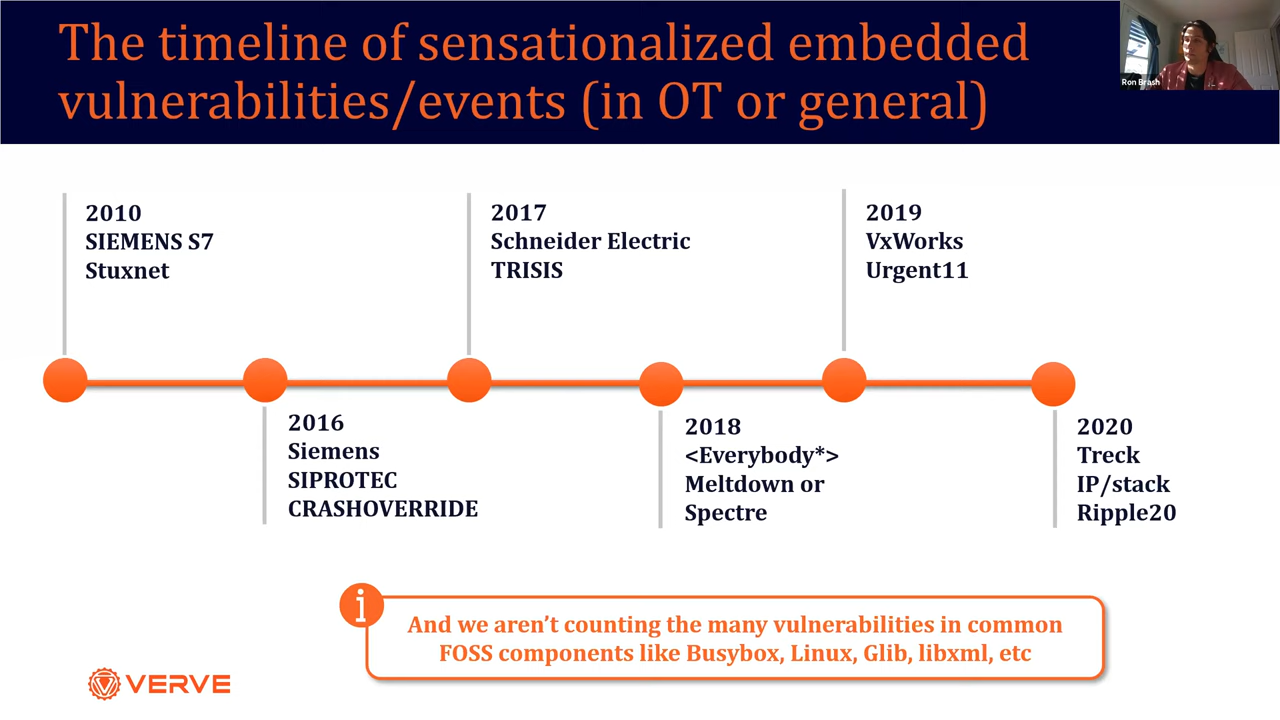 The timeline of sensationalized embedded
vulnerabilities/events (in OT or general)
Ron Brash
2010
SIEMENS S7
Stuxnet
2017
Schneider Electric
TRISIS
2019
VxWorks
Urgent11
2016
Siemens
SIPROTEC
CRASHOVERRIDE
2018
<Everybody*>
Meltdown or
Spectre
2020
Treck
IP/stack
Ripple20
i
And we aren’t counting the many vulnerabilities in common
FOSS components like Busybox, Linux, Glib, libxml, etc
VERVE